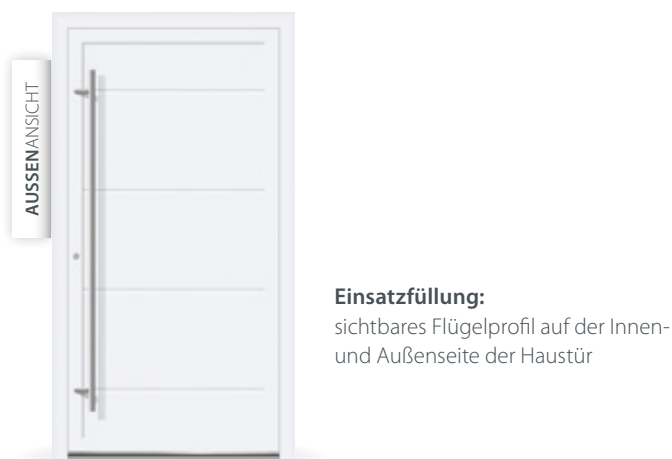 AUSSENANSICHT
Einsatzfüllung:
sichtbares Flügelprofil auf der Innen-
und Außenseite der Haustür